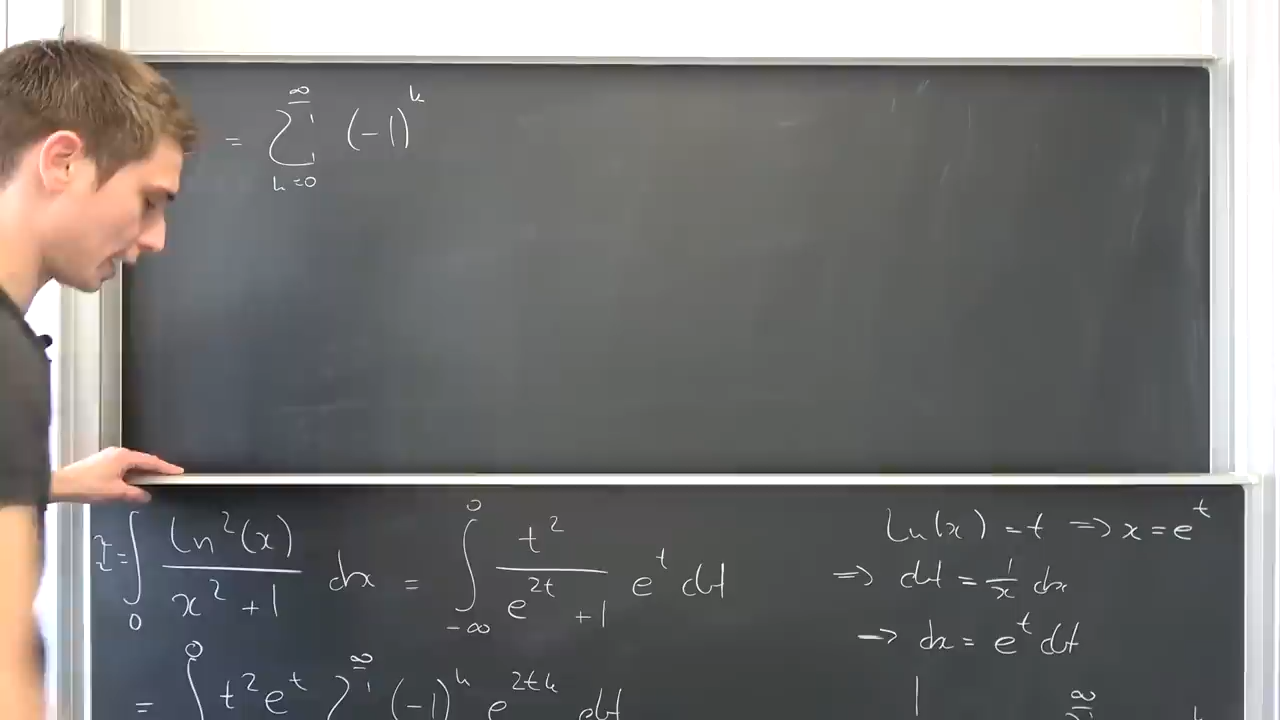 = ∞∑k=0 (-1)^k
I = ∫0 ln²(x)/(x²+1) dx = ∫-∞^0 t²/(e^2t +1) e^t dt
ln(x) = t => x = e^t
=> dt = 1/x dx
-> dx = e^t dt
= ∫^0 t² e^t ∑^∞ (-1)^k e^2tk dt
∞
k